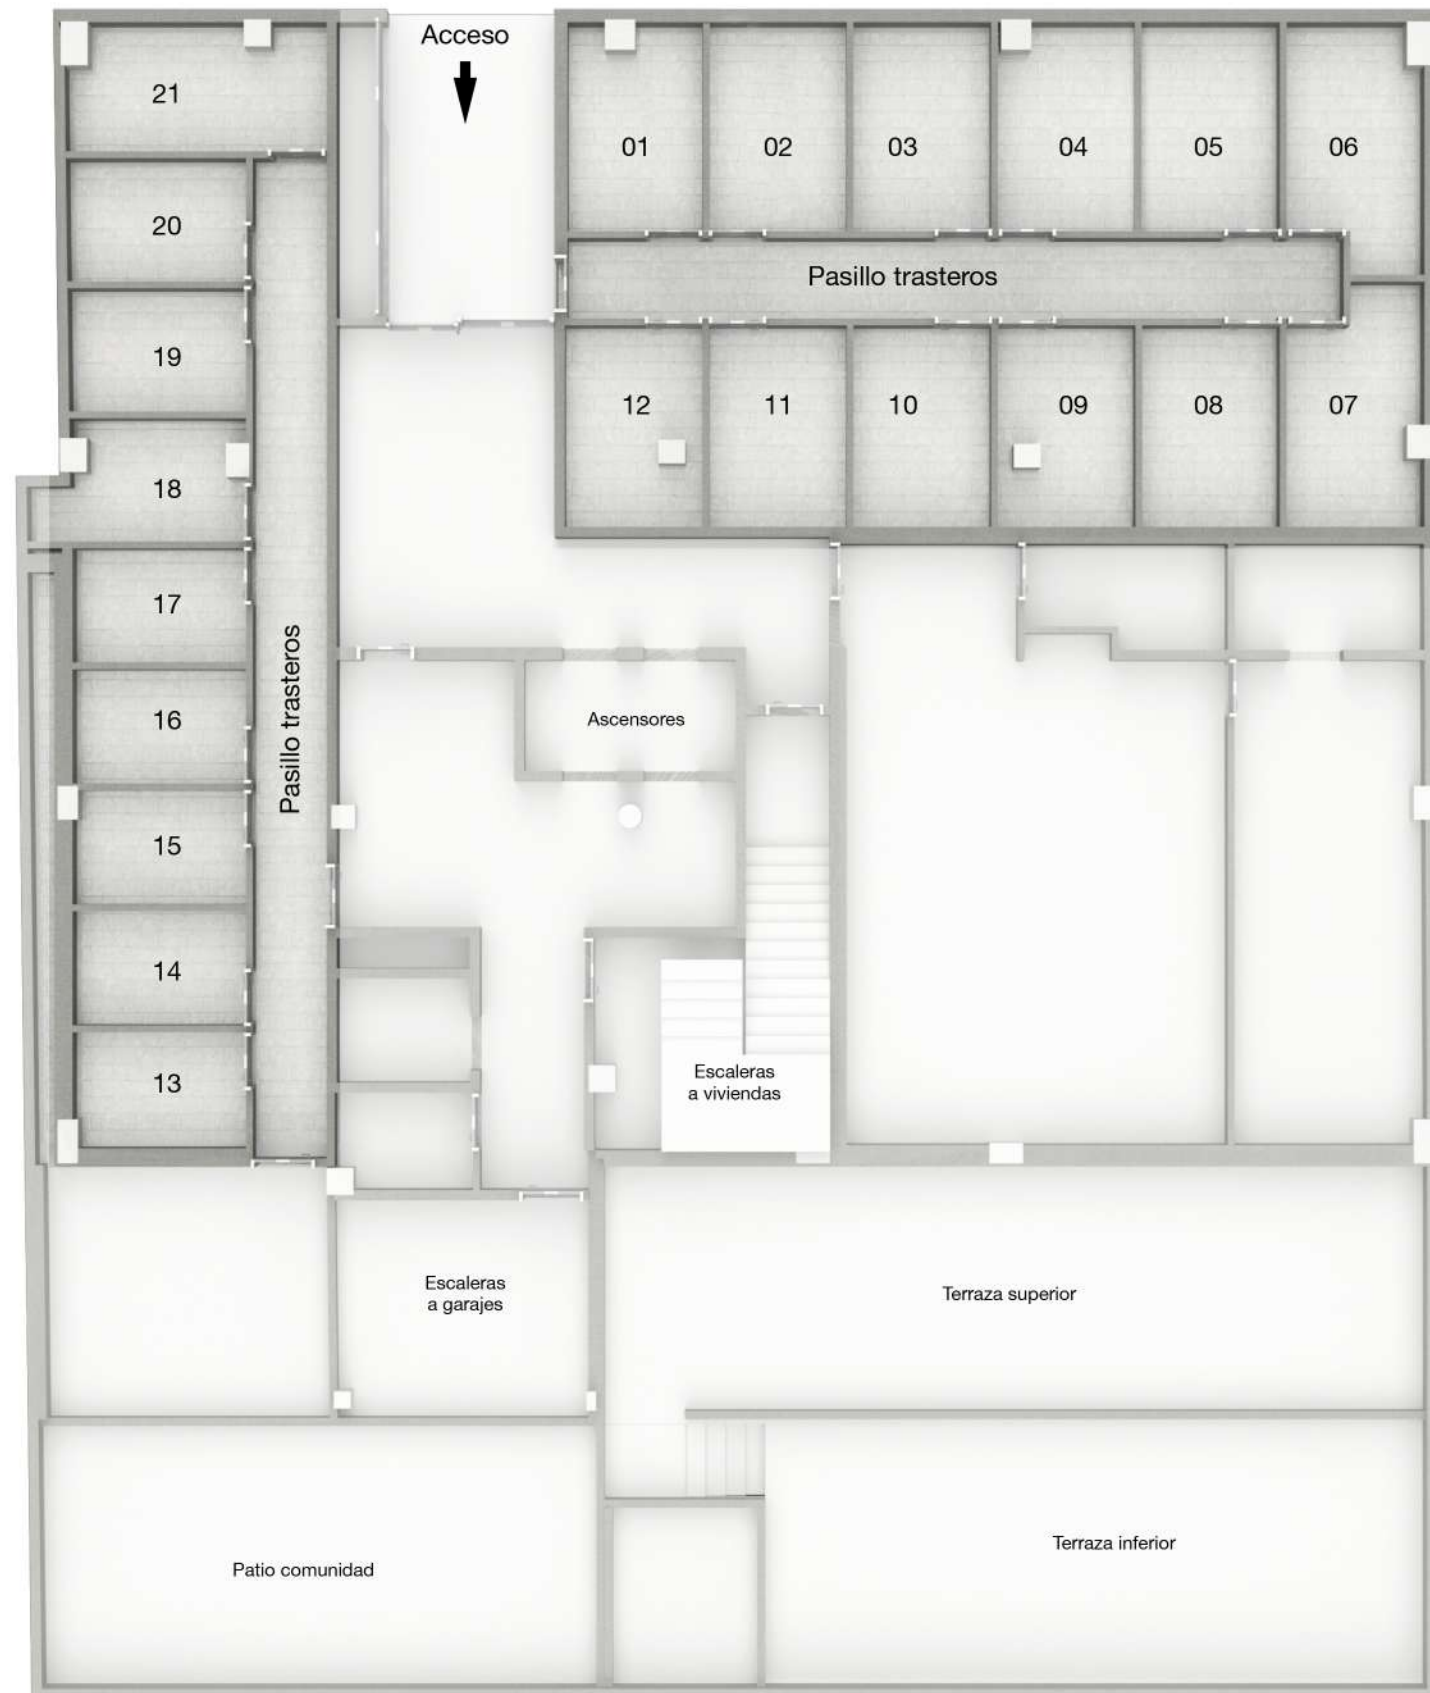 Acceso
21
01
02
03
04
05
06
20
Pasillo trasteros
19
12
11
10
09
08
07
18
17
16
Pasillo trasteros
Ascensores
15
14
13
Escaleras
a viviendas
Escaleras
a garajes
Terraza superior
Terraza inferior
Patio comunidad